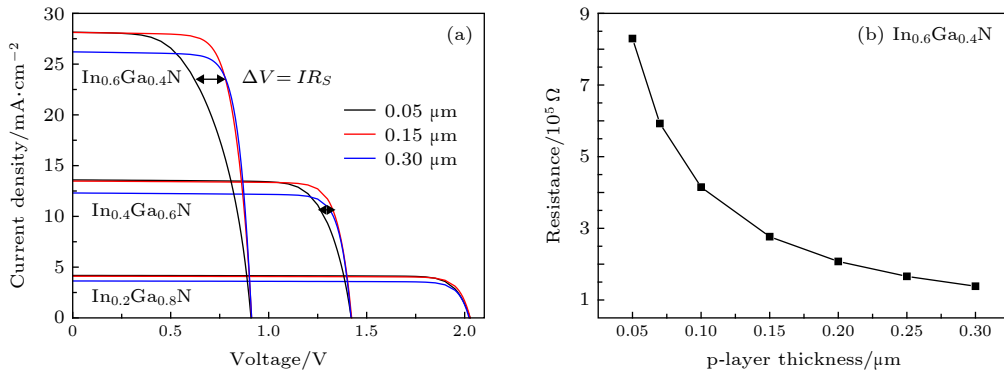 (a)
Current density/mA·cm⁻²
30
25
20
15
10
5
0
In₀.₆Ga₀.₄N
ΔV = IR_S
0.05 μm
0.15 μm
0.30 μm
In₀.₄Ga₀.₆N
In₀.₂Ga₀.₈N
0 0.5 1.0 1.5 2.0
Voltage/V
(b) In₀.₆Ga₀.₄N
Resistance/10⁵ Ω
9
7
5
3
1
0.05 0.10 0.15 0.20 0.25 0.30
p-layer thickness/μm